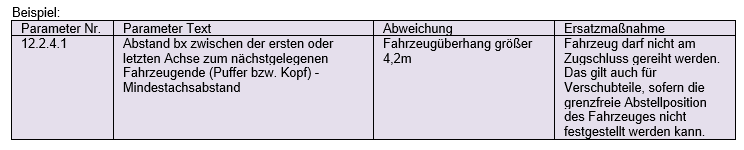 Beispiel:
Parameter Nr. Parameter Text Abweichung Ersatzmaßnahme
12.2.4.1 Abstand bx zwischen der ersten oder Fahrzeugüberhang größer Fahrzeug darf nicht am
letzten Achse zum nächstgelegenen 4,2m Zugschluss gereiht werden.
Fahrzeugende (Puffer bzw. Kopf) - Das gilt auch für
Mindestachsabstand Verschubteile, sofern die
grenzfreie Abstellposition
des Fahrzeuges nicht
festgestellt werden kann.